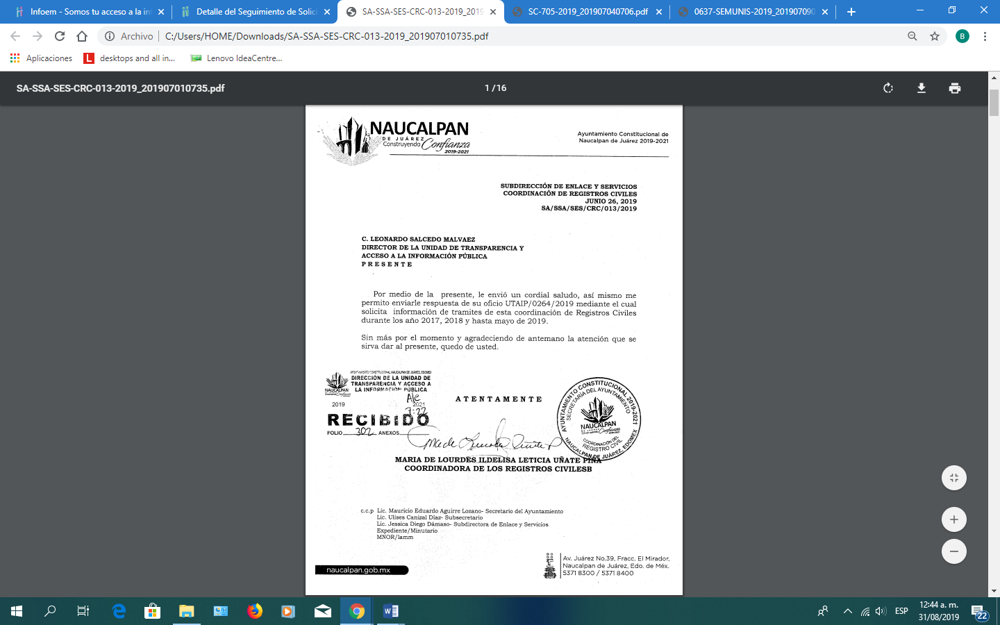 Infoem - Somos tu acceso a la in
Detalle del Seguimiento de Solici
SA-SSA-SES-CRC-013-2019_2019
SC-705-2019_201907040706.pdf
0637-SEMUNIS-2019_201907090
Archivo
C:/Users/HOME/Downloads/SA-SSA-SES-CRC-013-2019_201907010735.pdf
B
Aplicaciones
desktops and all in...
Lenovo IdeaCentre...
SA-SSA-SES-CRC-013-2019_201907010735.pdf
1 / 16
NAUCALPAN
DE JUÁREZ
Construyendo Confianza
2019-2021
Ayuntamiento Constitucional de
Naucalpan de Juárez 2019-2021
SUBDIRECCIÓN DE ENLACE Y SERVICIOS
COORDINACIÓN DE REGISTROS CIVILES
JUNIO 26, 2019
SA/SSA/SES/CRC/013/2019
C. LEONARDO SALCEDO MALVAEZ
DIRECTOR DE LA UNIDAD DE TRANSPARENCIA Y
ACCESO A LA INFORMACIÓN PÚBLICA
P R E S E N T E
Por medio de la presente, le envió un cordial saludo, así mismo me
permito enviarle respuesta de su oficio UTAIP/0264/2019 mediante el cual
solicita información de tramites de esta coordinación de Registros Civiles
durante los año 2017, 2018 y hasta mayo de 2019.
Sin más por el momento y agradeciendo de antemano la atención que se
sirva dar al presente, quedo de usted.
AYUNTAMIENTO CONSTITUCIONAL NAUCALPAN DE JUÁREZ, EDOMEX
DIRECCIÓN DE LA UNIDAD DE
TRANSPARENCIA Y ACCESO A
LA INFORMACIÓN PÚBLICA
NAUCALPAN
2019
2021
Ale
7:22
RECIBIDO
FOLIO 302 ANEXOS
A T E N T A M E N T E
AYUNTAMIENTO CONSTITUCIONAL 2019-2021
SECRETARIA DEL AYUNTAMIENTO
NAUCALPAN
COORDINACIÓN DEL
REGISTRO CIVIL
NAUCALPAN DE JUÁREZ, EDOMEX
MARIA DE LOURDES ILDELISA LETICIA UÑATE PIÑA
COORDINADORA DE LOS REGISTROS CIVILESB
c.c.p Lic. Mauricio Eduardo Aguirre Lozano- Secretario del Ayuntamiento
Lic. Ulises Canizal Díaz- Subsecretario
Lic. Jessica Diego Dámaso- Subdirectora de Enlace y Servicios
Expediente/Minutario
MNOR/lamm
naucalpan.gob.mx
Av. Juárez No.39, Fracc. El Mirador,
Naucalpan de Juárez, Edo. de Méx.
5371 8300 / 5371 8400
ESP
12:44 a. m.
31/08/2019
22